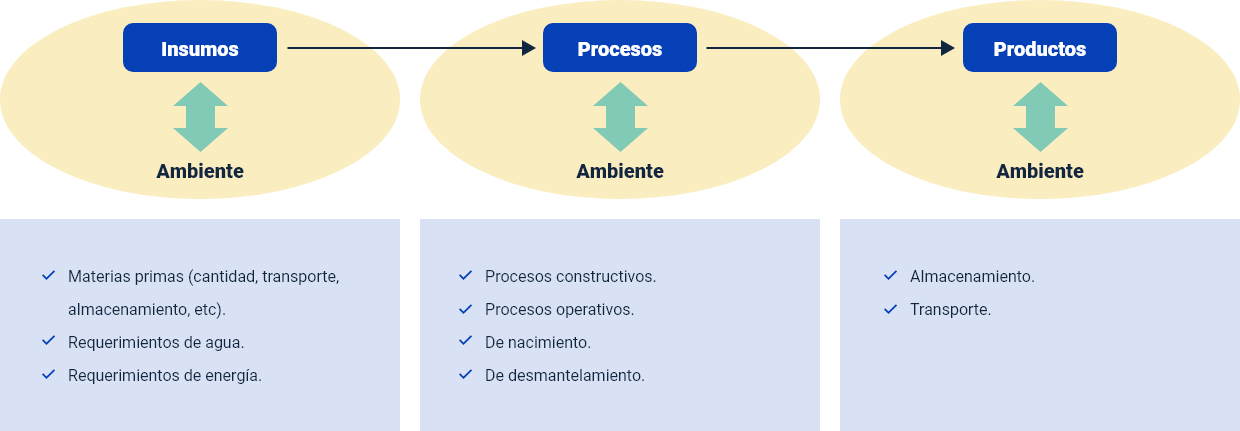 Insumos
Procesos
Productos
Ambiente
Ambiente
Ambiente
Materias primas (cantidad, transporte,
almacenamiento, etc).
Requerimientos de agua.
Requerimientos de energía.
Procesos constructivos.
Procesos operativos.
De nacimiento.
De desmantelamiento.
Almacenamiento.
Transporte.